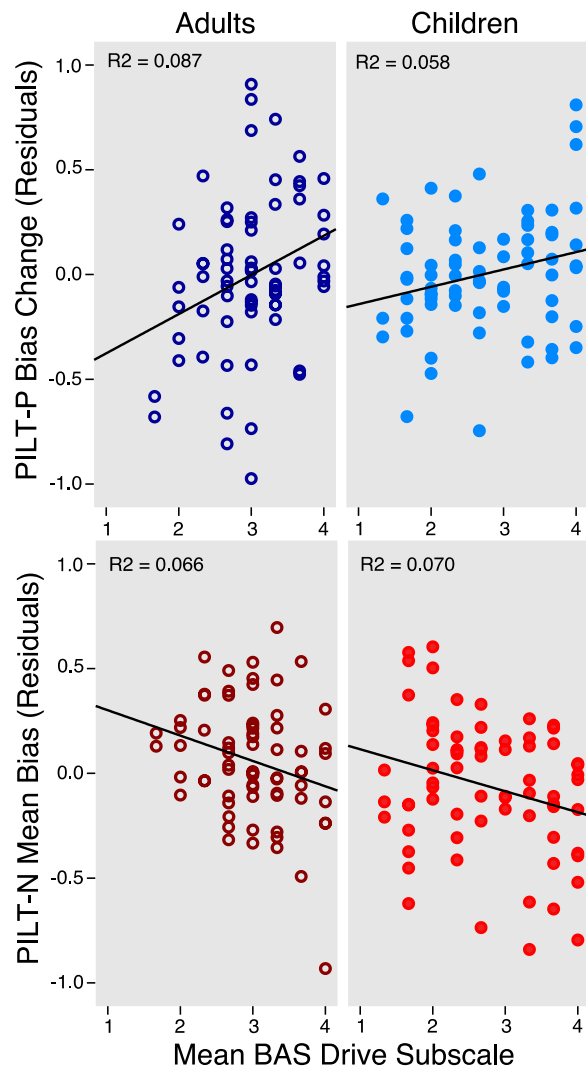 Adults Children
R2 = 0.087 R2 = 0.058
PILT-P Bias Change (Residuals)
1.0
0.5
0.0
-0.5
-1.0
1 2 3 4 1 2 3 4
R2 = 0.066 R2 = 0.070
PILT-N Mean Bias (Residuals)
1.0
0.5
0.0
-0.5
-1.0
1 2 3 4 1 2 3 4
Mean BAS Drive Subscale